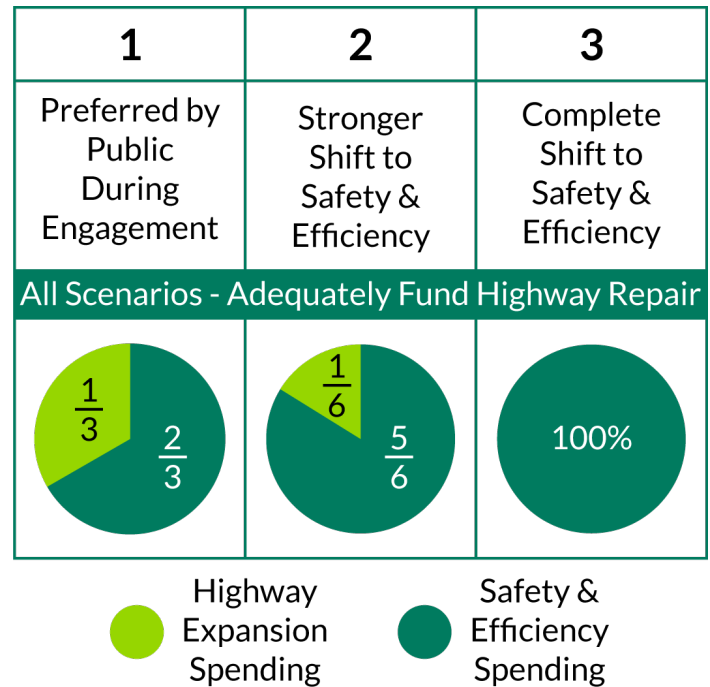 1
2
3
Preferred by
Public
During
Engagement
Stronger
Shift to
Safety &
Efficiency
Complete
Shift to
Safety &
Efficiency
All Scenarios - Adequately Fund Highway Repair
1
3
2
3
1
6
5
6
100%
Highway
Expansion
Spending
Safety &
Efficiency
Spending